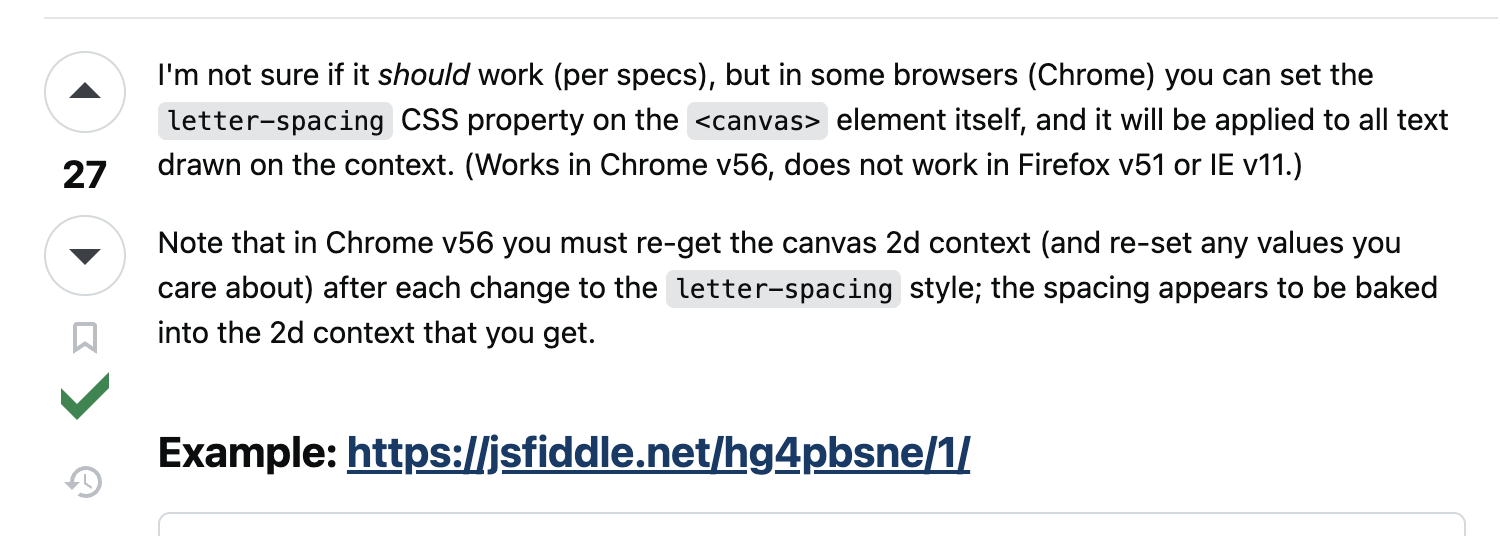 I'm not sure if it should work (per specs), but in some browsers (Chrome) you can set the
letter-spacing CSS property on the <canvas> element itself, and it will be applied to all text
drawn on the context. (Works in Chrome v56, does not work in Firefox v51 or IE v11.)
27
Note that in Chrome v56 you must re-get the canvas 2d context (and re-set any values you
care about) after each change to the letter-spacing style; the spacing appears to be baked
into the 2d context that you get.
Example: https://jsfiddle.net/hg4pbsne/1/